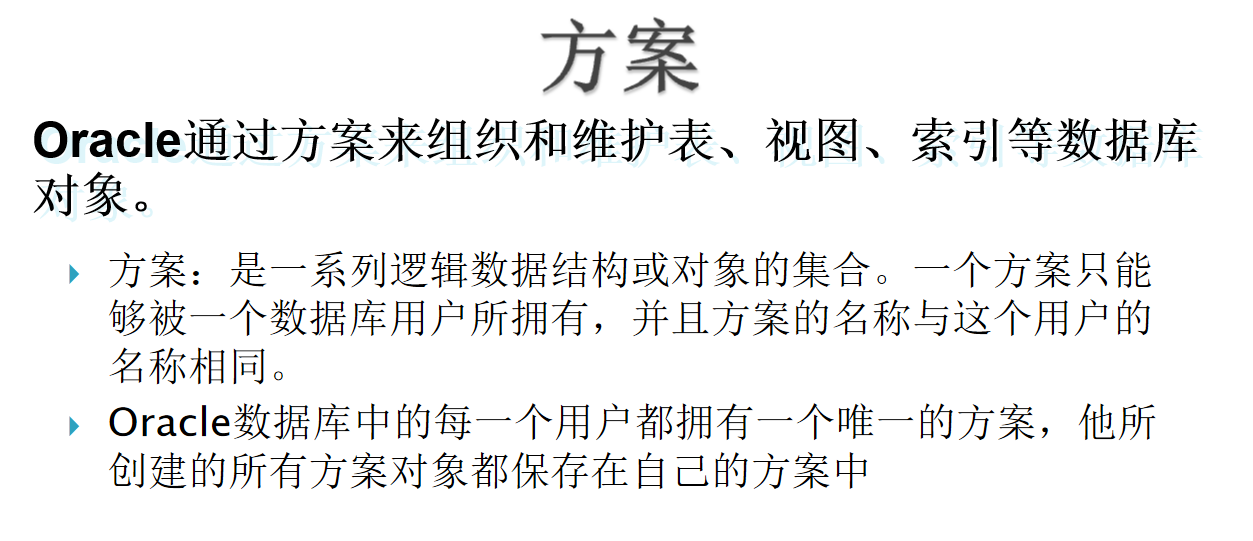 方案
Oracle通过方案来组织和维护表、视图、索引等数据库
对象。
方案：是一系列逻辑数据结构或对象的集合。一个方案只能
够被一个数据库用户所拥有，并且方案的名称与这个用户的
名称相同。
Oracle数据库中的每一个用户都拥有一个唯一的方案，他所
创建的所有方案对象都保存在自己的方案中